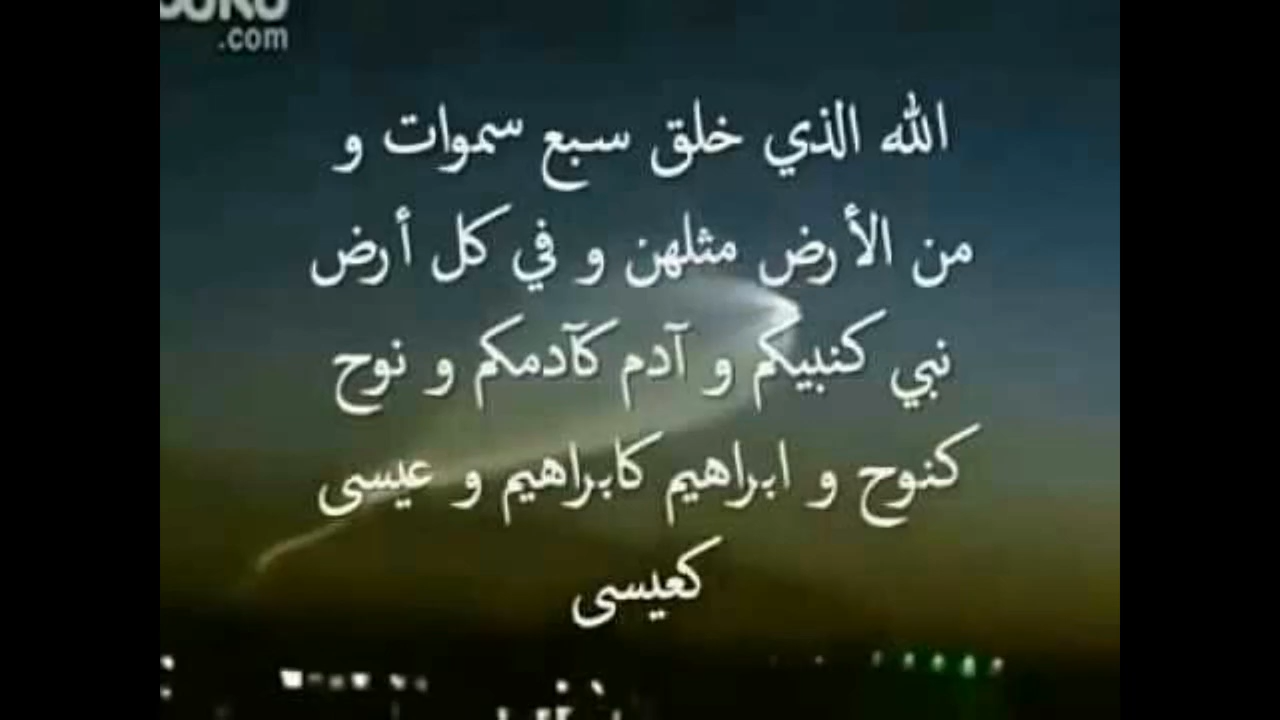 .com
الله الذي خلق سبع سموات و
من الأرض مثلهن و في كل أرض
نبي كنبيكم و آدم كآدمكم و نوح
كنوح و ابراهيم كابراهيم و عيسى
كعيسى